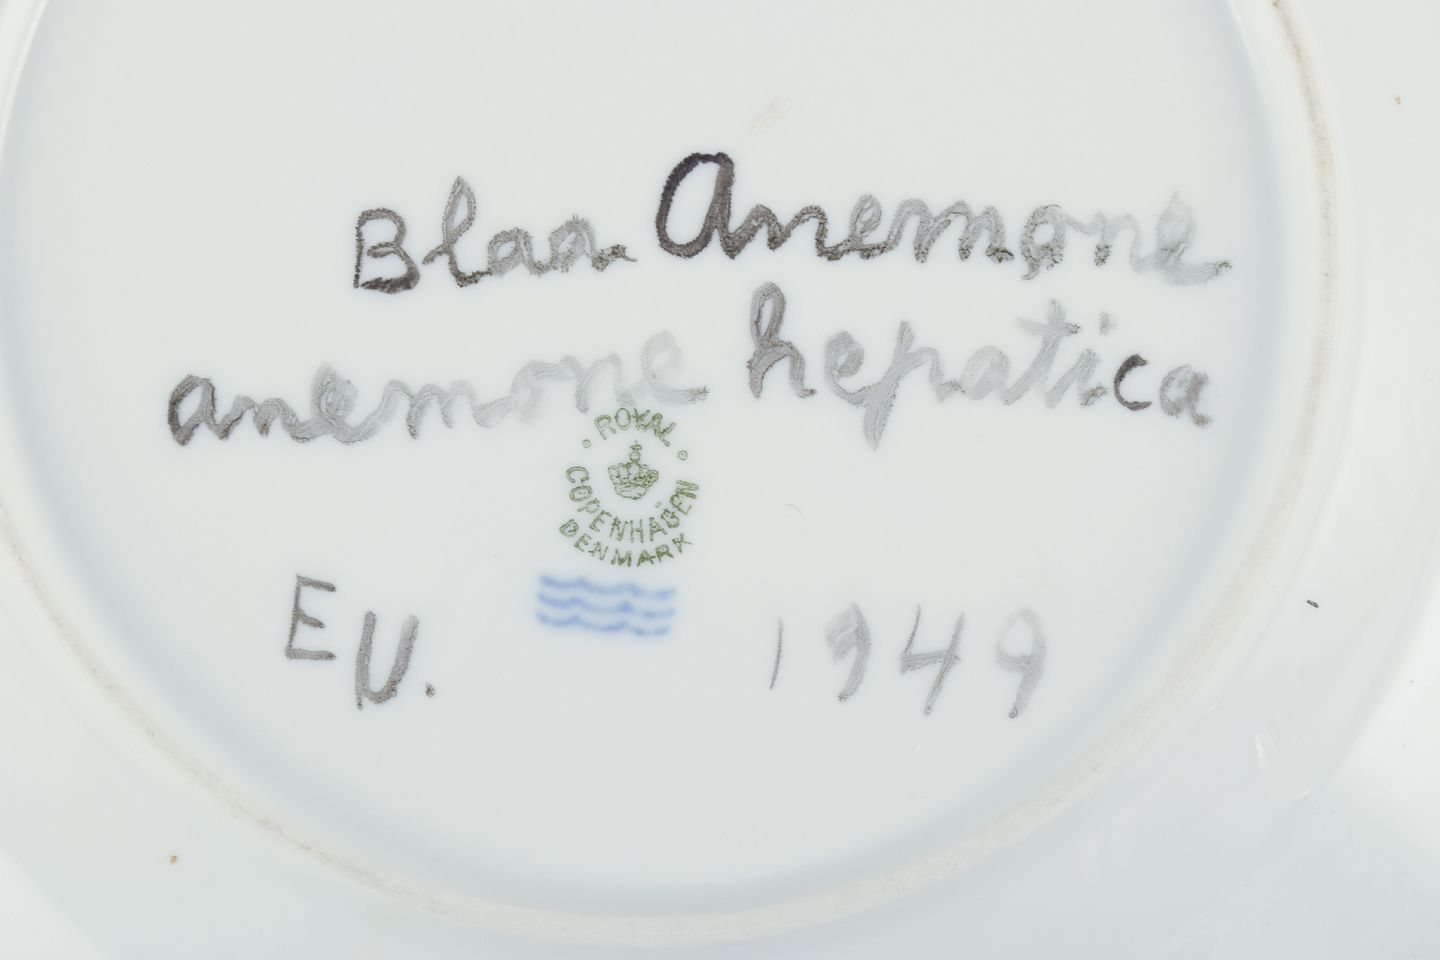 Blaa Anemone
anemone hepatica
ROYAL
COPENHAGEN
DENMARK
EU. 1949